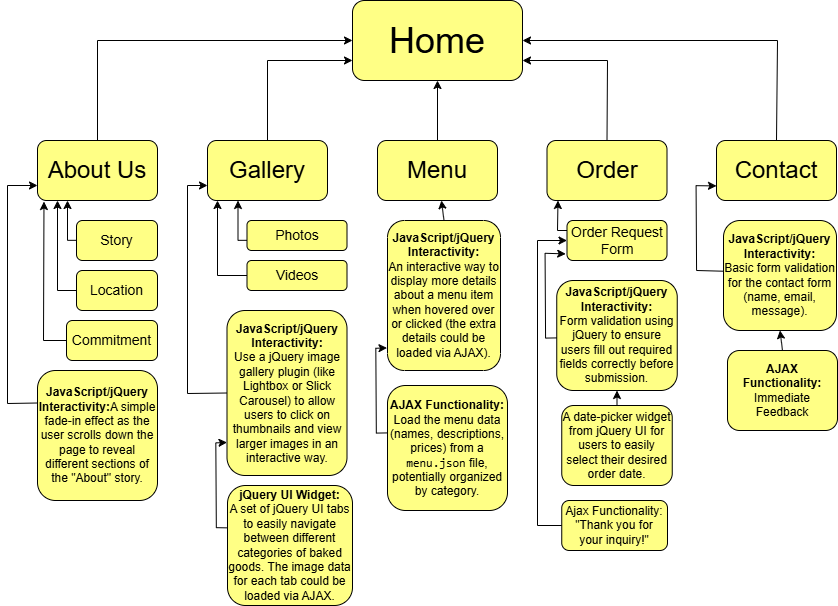 Home
About Us
Gallery
Menu
Order
Contact
Story
Location
Commitment
JavaScript/jQuery
Interactivity:A simple
fade-in effect as the
user scrolls down the
page to reveal
different sections of
the "About" story.
Photos
Videos
JavaScript/jQuery
Interactivity:
Use a jQuery image
gallery plugin (like
Lightbox or Slick
Carousel) to allow
users to click on
thumbnails and view
larger images in an
interactive way.
jQuery UI Widget:
A set of jQuery UI tabs
to easily navigate
between different
categories of baked
goods. The image data
for each tab could be
loaded via AJAX.
JavaScript/jQuery
Interactivity:
An interactive way to
display more details
about a menu item
when hovered over
or clicked (the extra
details could be
loaded via AJAX).
AJAX Functionality:
Load the menu data
(names, descriptions,
prices) from a
menu.json file,
potentially organized
by category.
Order Request
Form
JavaScript/jQuery
Interactivity:
Form validation using
jQuery to ensure
users fill out required
fields correctly before
submission.
A date-picker widget
from jQuery UI for
users to easily
select their desired
order date.
Ajax Functionality:
"Thank you for
your inquiry!"
JavaScript/jQuery
Interactivity:
Basic form validation
for the contact form
(name, email,
message).
AJAX
Functionality:
Immediate
Feedback